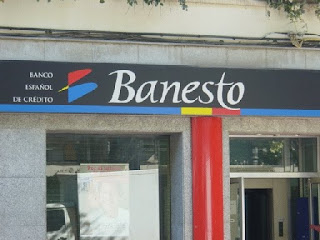 BANCO
ESPAÑOL
DE CRÉDITO
Banesto